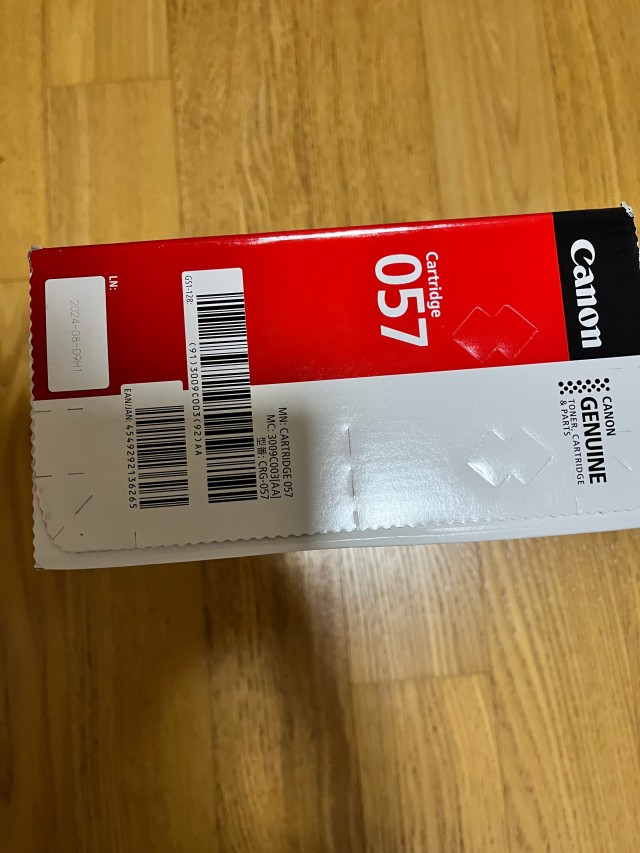 Canon
CANON
GENUINE
TONER, CARTRIDGE
& PARTS
Cartridge
057
MN: CARTRIDGE 057
MC: 3009C003[AA]
型番: CRG-057
GS1-128:
(91)3009C003(92)AA
EAN/JAN: 4549292136265
LN:
2024-08-09H1